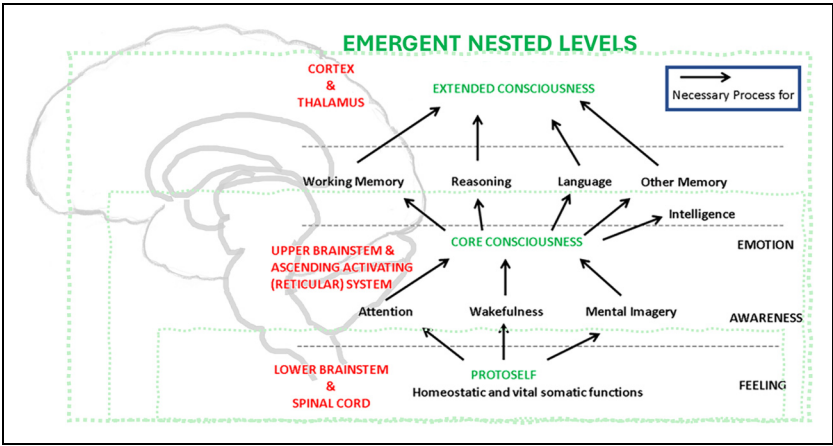 EMERGENT NESTED LEVELS
CORTEX
&
THALAMUS
EXTENDED CONSCIOUSNESS
Necessary Process for
Working Memory
Reasoning
Language
Other Memory
Intelligence
CORE CONSCIOUSNESS
EMOTION
UPPER BRAINSTEM &
ASCENDING ACTIVATING
(RETICULAR) SYSTEM
Attention
Wakefulness
Mental Imagery
AWARENESS
LOWER BRAINSTEM
&
SPINAL CORD
PROTOSELF
Homeostatic and vital somatic functions
FEELING